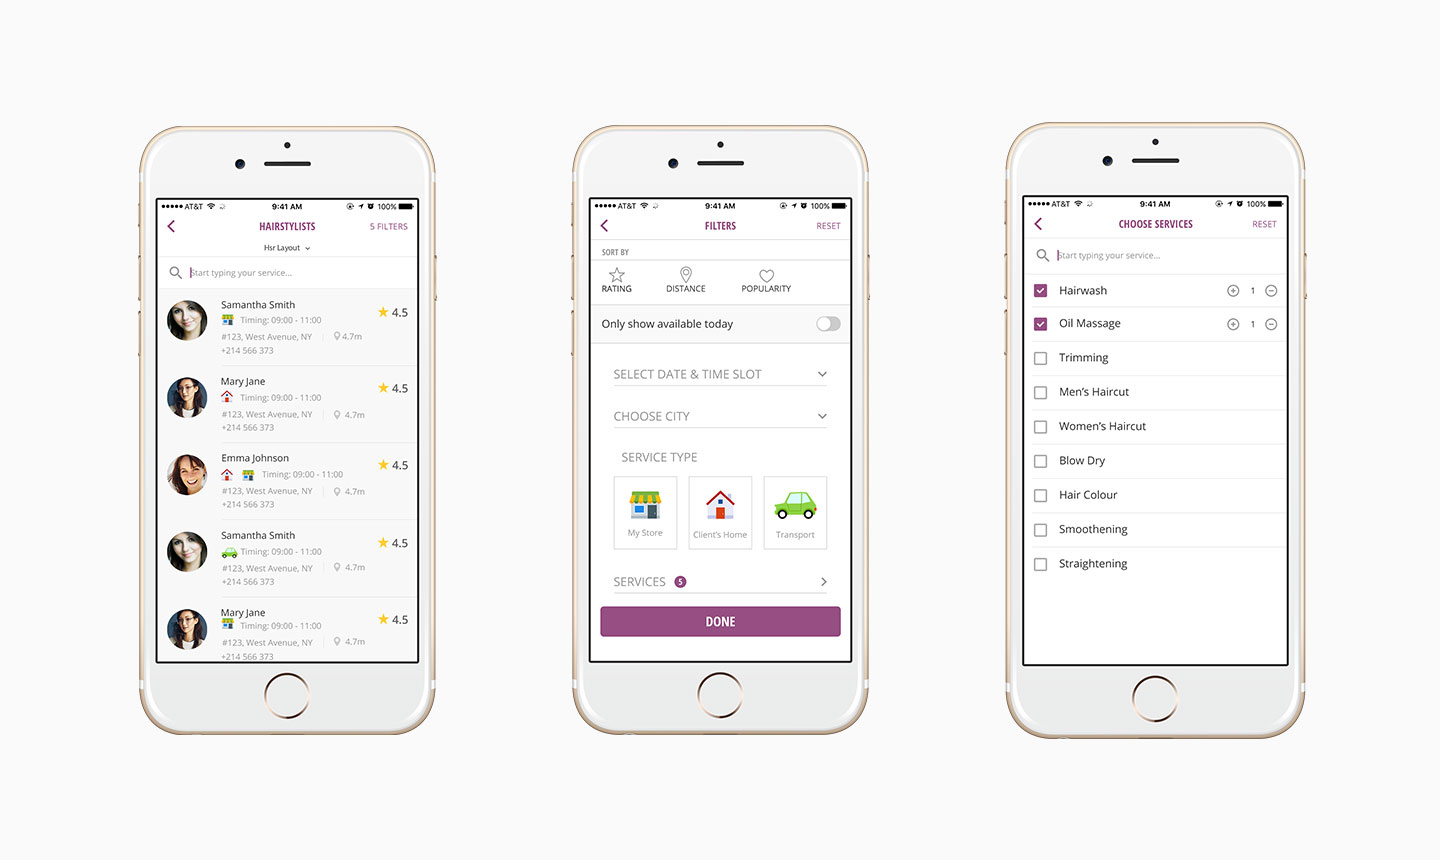 AT&T 9:41 AM 100%
HAIRSTYLISTS 5 FILTERS
Hsr Layout
Start typing your service...
Samantha Smith
Timing: 09:00 - 11:00 4.5
#123, West Avenue, NY 4.7m
+214 566 373
Mary Jane
Timing: 09:00 - 11:00 4.5
#123, West Avenue, NY 4.7m
+214 566 373
Emma Johnson
Timing: 09:00 - 11:00 4.5
#123, West Avenue, NY 4.7m
+214 566 373
Samantha Smith
Timing: 09:00 - 11:00 4.5
#123, West Avenue, NY 4.7m
+214 566 373
Mary Jane
Timing: 09:00 - 11:00 4.5
#123, West Avenue, NY 4.7m
+214 566 373
AT&T 9:41 AM 100%
FILTERS RESET
SORT BY
RATING DISTANCE POPULARITY
Only show available today
SELECT DATE & TIME SLOT
CHOOSE CITY
SERVICE TYPE
My Store Client's Home Transport
SERVICES 5
DONE
AT&T 9:41 AM 100%
CHOOSE SERVICES RESET
Start typing your service...
Hairwash 1
Oil Massage 1
Trimming
Men's Haircut
Women's Haircut
Blow Dry
Hair Colour
Smoothening
Straightening